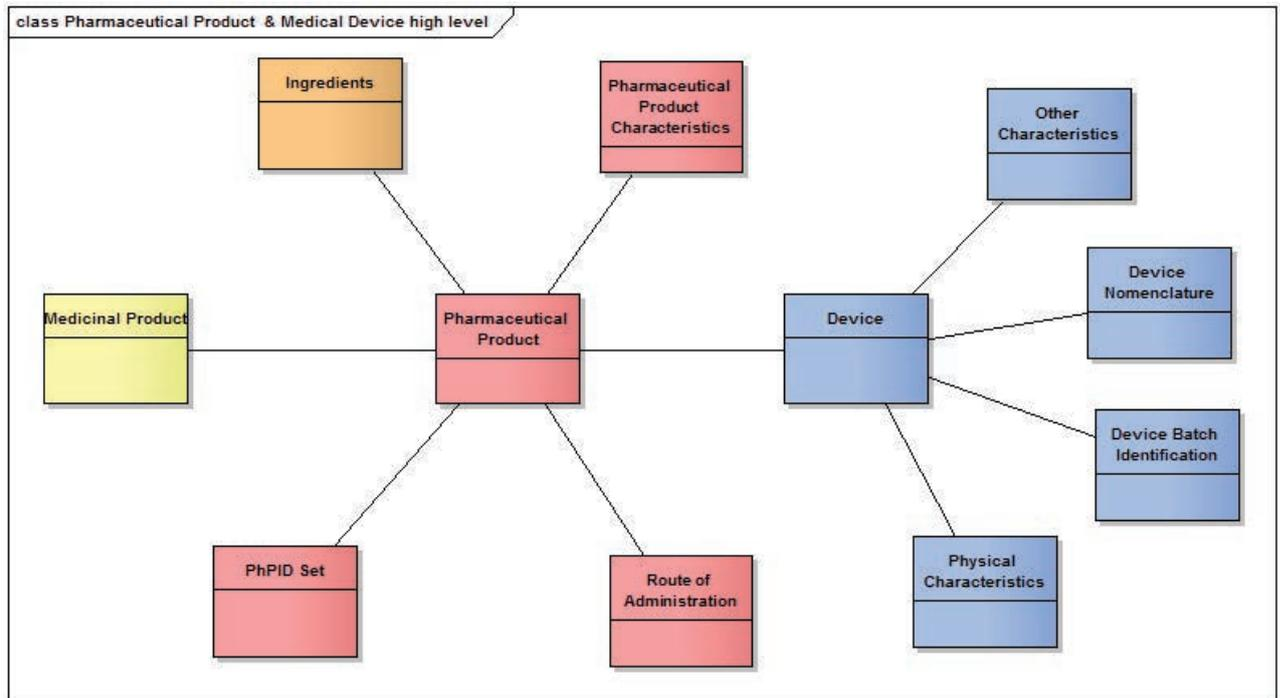 class Pharmaceutical Product & Medical Device high level
Ingredients
Pharmaceutical
Product
Characteristics
Other
Characteristics
Device
Nomenclature
Medicinal Product
Pharmaceutical
Product
Device
Device Batch
Identification
PhPID Set
Route of
Administration
Physical
Characteristics